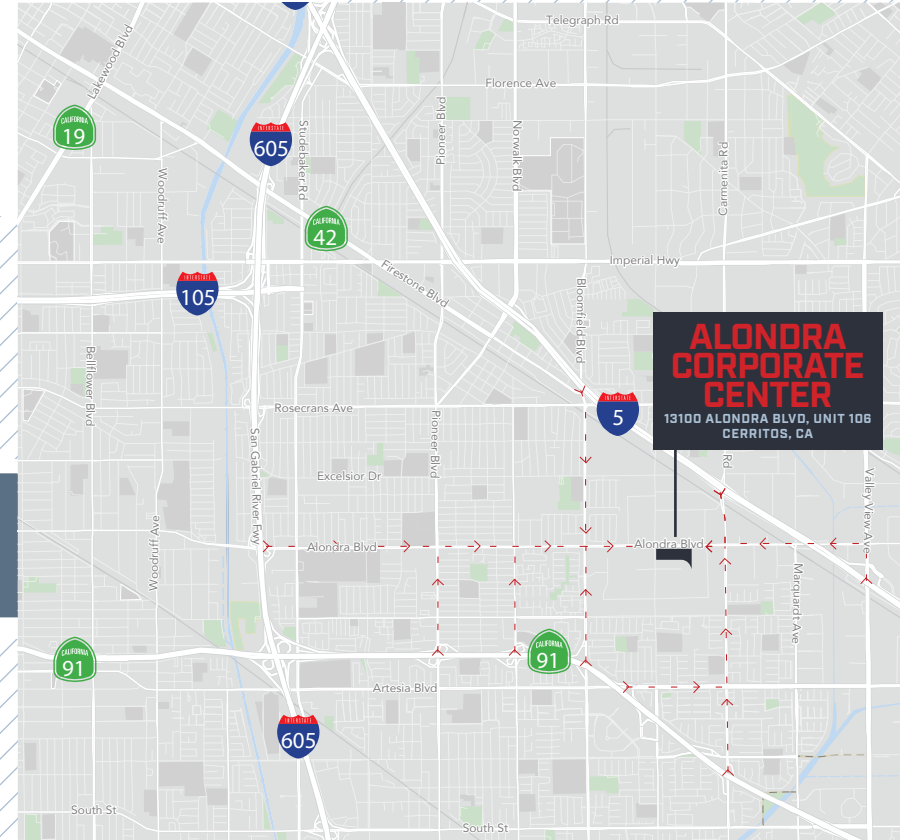 Telegraph Rd
Lakewood Blvd
Florence Ave
CALIFORNIA
19
INTERSTATE
605
Studebaker Rd
Pioneer Blvd
Norwalk Blvd
Carmenita Rd
Woodruff Ave
CALIFORNIA
42
Imperial Hwy
INTERSTATE
105
Firestone Blvd
Bloomfield Blvd
ALONDRA
CORPORATE
CENTER
13100 ALONDRA BLVD, UNIT 106
CERRITOS, CA
Bellflower Blvd
INTERSTATE
5
Rosecrans Ave
Pioneer Blvd
San Gabriel River Fwy
Rd
Excelsior Dr
Valley View Ave
Woodruff Ave
Alondra Blvd
Alondra Blvd
Marquardt Ave
CALIFORNIA
91
CALIFORNIA
91
Artesia Blvd
INTERSTATE
605
South St
South St